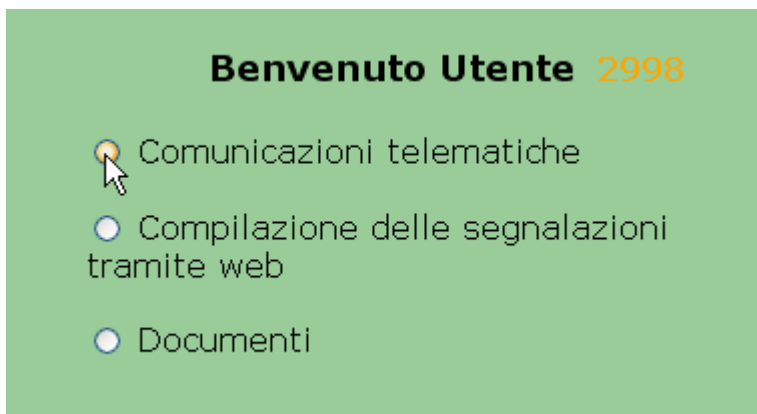 Benvenuto Utente 2998
Comunicazioni telematiche
Compilazione delle segnalazioni
tramite web
Documenti